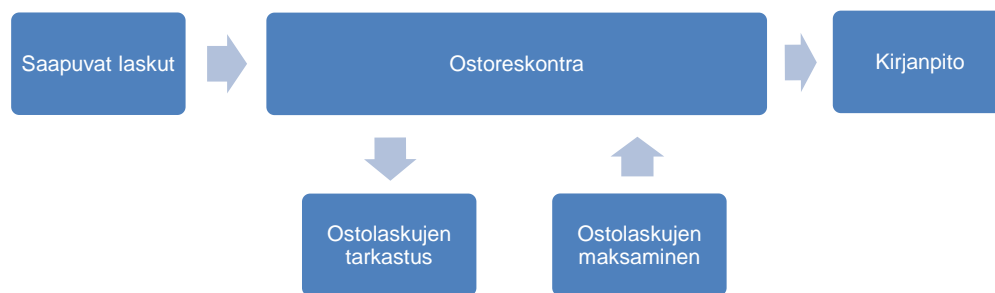 Saapuvat laskut
Ostoreskontra
Kirjanpito
Ostolaskujen
tarkastus
Ostolaskujen
maksaminen